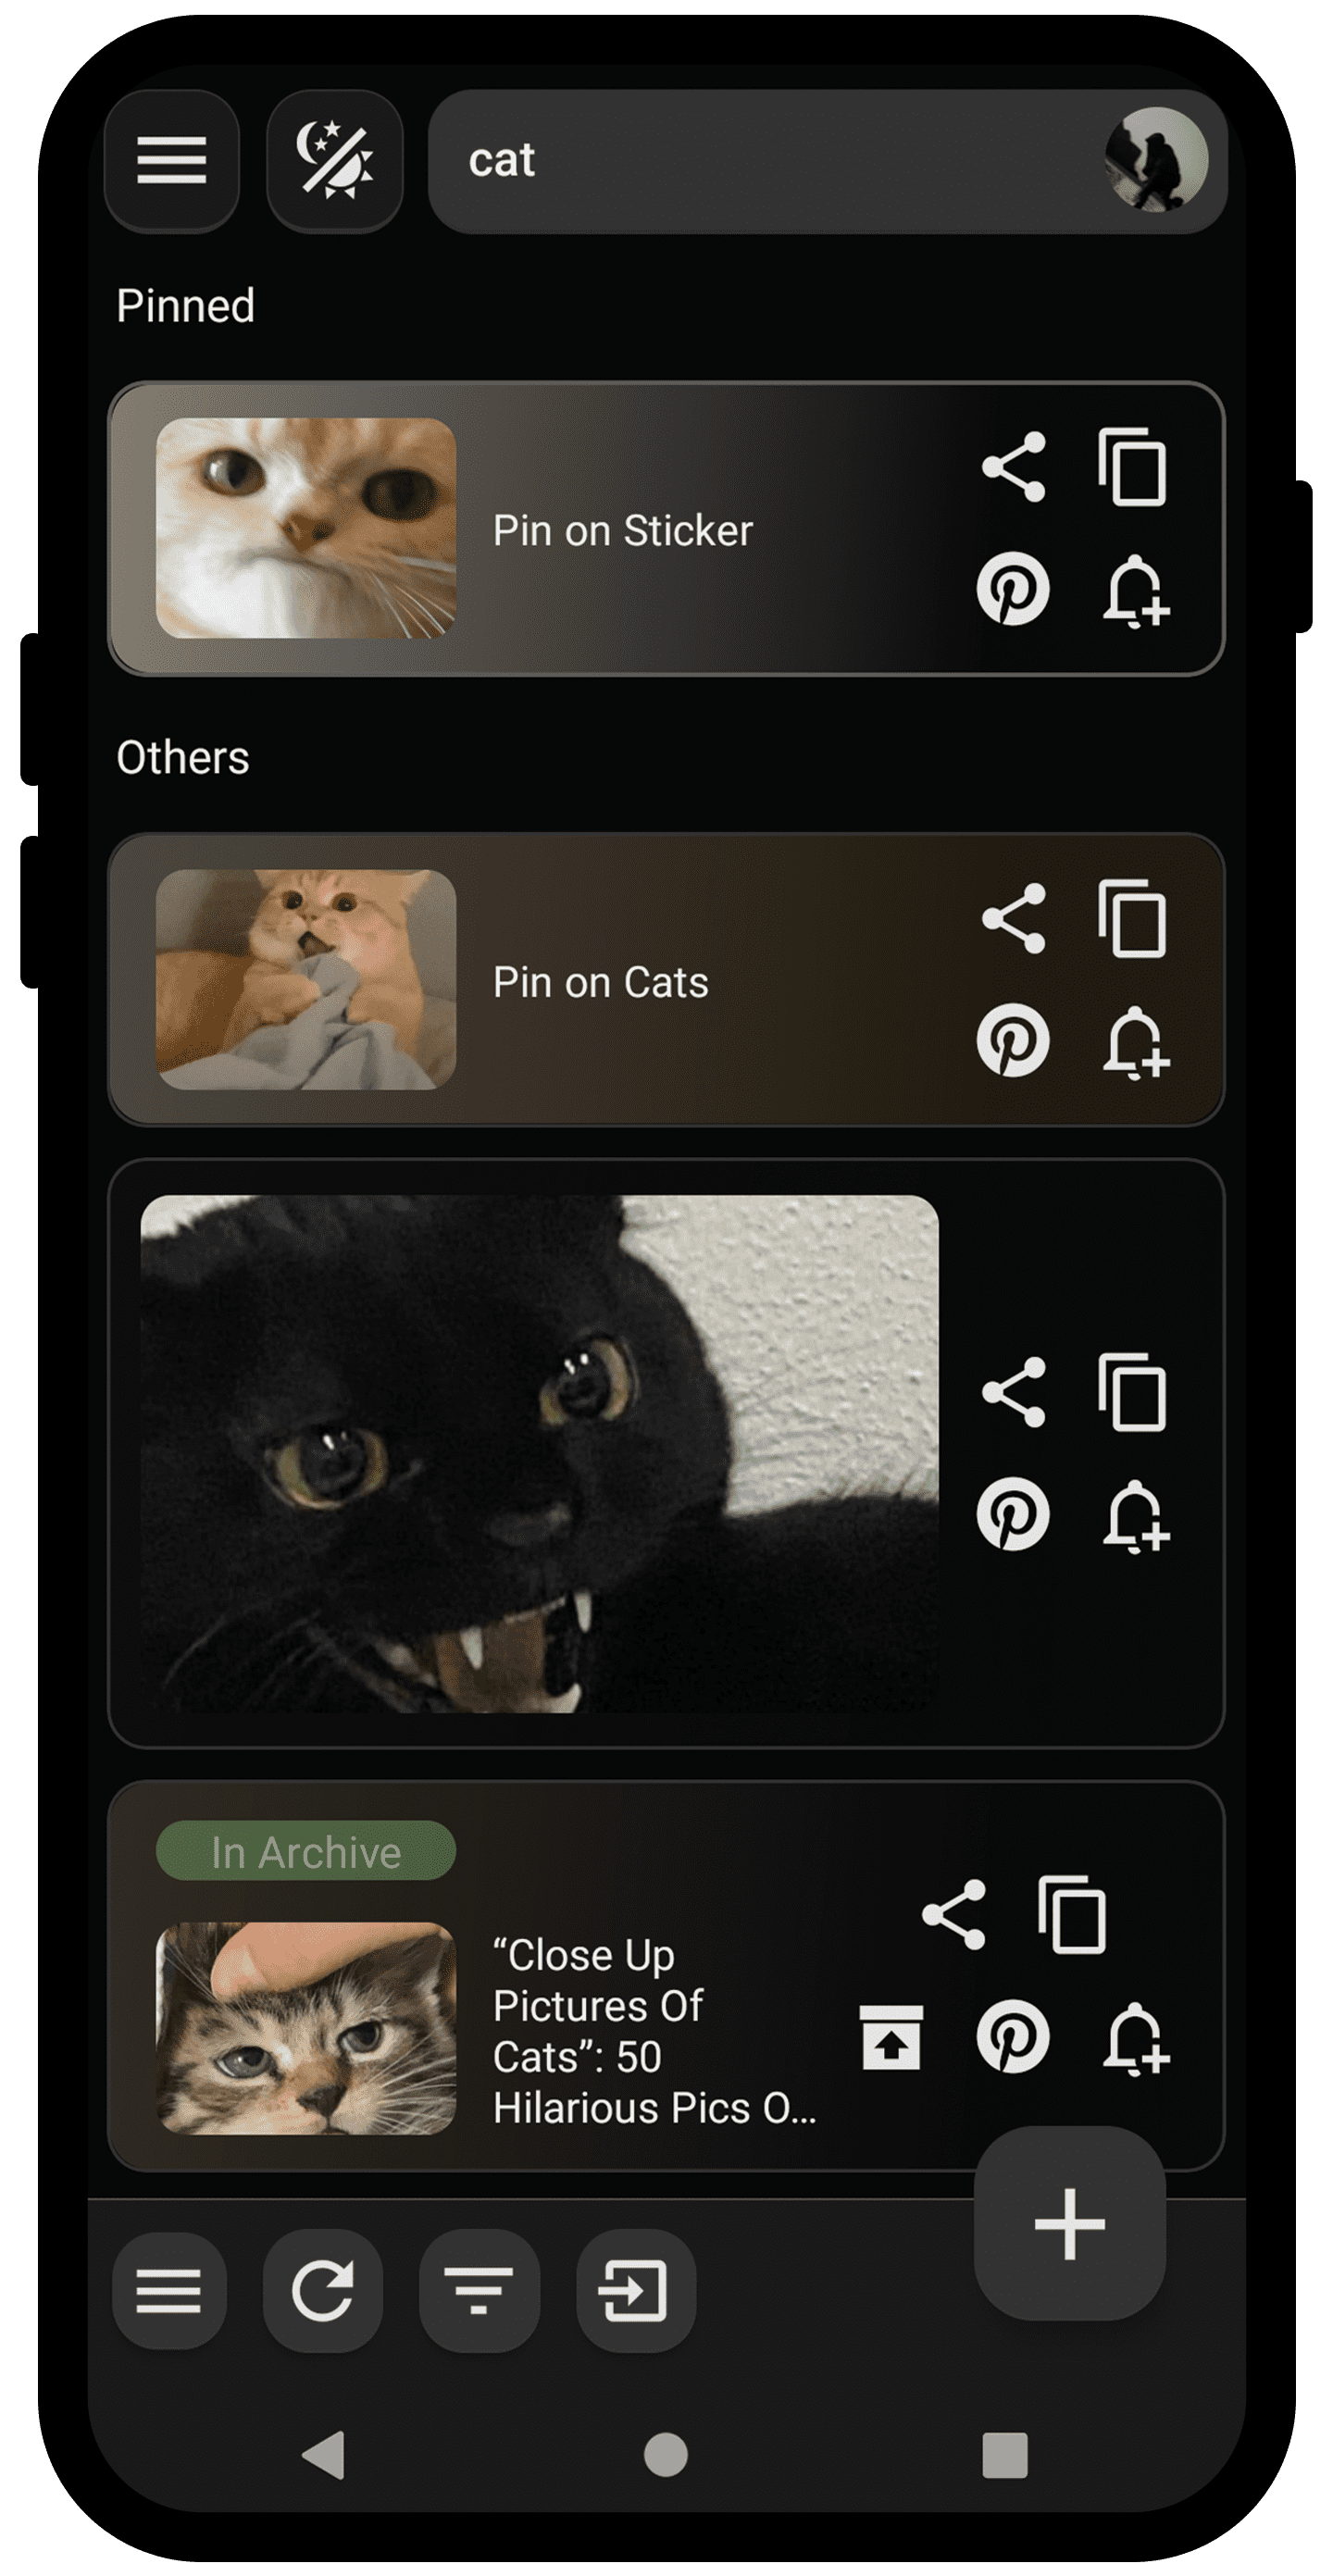 cat
Pinned
Pin on Sticker
Others
Pin on Cats
In Archive
“Close Up
Pictures Of
Cats”: 50
Hilarious Pics O...